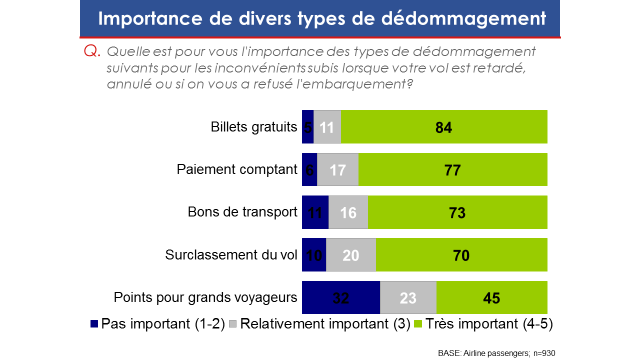 Importance de divers types de dédommagement
Q. Quelle est pour vous l'importance des types de dédommagement
suivants pour les inconvénients subis lorsque votre vol est retardé,
annulé ou si on vous a refusé l'embarquement?
Billets gratuits 5 11 84
Paiement comptant 6 17 77
Bons de transport 11 16 73
Surclassement du vol 10 20 70
Points pour grands voyageurs 32 23 45
Pas important (1-2) Relativement important (3) Très important (4-5)
BASE: Airline passengers; n=930